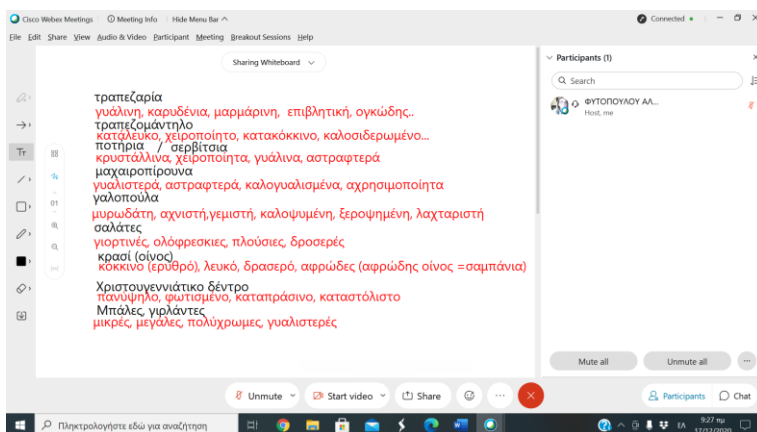 Cisco Webex Meetings Meeting Info Hide Menu Bar
Connected
File Edit Share View Audio & Video Participant Meeting Breakout Sessions Help
Sharing Whiteboard
Participants (1)
Search
ΦΥΤΟΠΟΥΛΟΥ ΑΛ...
Host, me
τραπεζαρία
γυάλινη, καρυδένια, μαρμάρινη, επιβλητική, ογκώδης..
τραπεζομάντηλο
κατάλευκο, χειροποίητο, κατακόκκινο, καλοσιδερωμένο...
ποτήρια / σερβίτσια
κρυστάλλινα, χειροποίητα, γυάλινα, αστραφτερά
μαχαιροπίρουνα
γυαλιστερά, αστραφτερά, καλογυαλισμένα, αχρησιμοποίητα
γαλοπούλα
μυρωδάτη, αχνιστή,γεμιστή, καλοψυμένη, ξεροψημένη, λαχταριστή
σαλάτες
γιορτινές, ολόφρεσκιες, πλούσιες, δροσερές
κρασί (οίνος)
κόκκινο (ερυθρό), λευκό, δρασερό, αφρώδες (αφρώδης οίνος =σαμπάνια)
Χριστουγεννιάτικο δέντρο
πανύψηλο, φωτισμένο, καταπράσινο, καταστόλιστο
Μπάλες, γιρλάντες
μικρές, μεγάλες, πολύχρωμες, γυαλιστερές
Tт
01
Mute all Unmute all
Unmute Start video Share Participants Chat
Πληκτρολογήστε εδώ για αναζήτηση
ΕΛ
9:27 πμ
17/12/2020